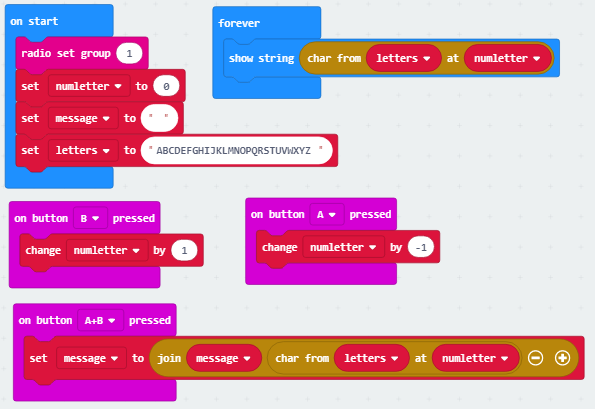 on start
radio set group 1
set numletter to 0
set message to " "
set letters to "ABCDEFGHIJKLMNOPQRSTUVWXYZ "
forever
show string char from letters at numletter
on button B pressed
change numletter by 1
on button A pressed
change numletter by -1
on button A+B pressed
set message to join message char from letters at numletter